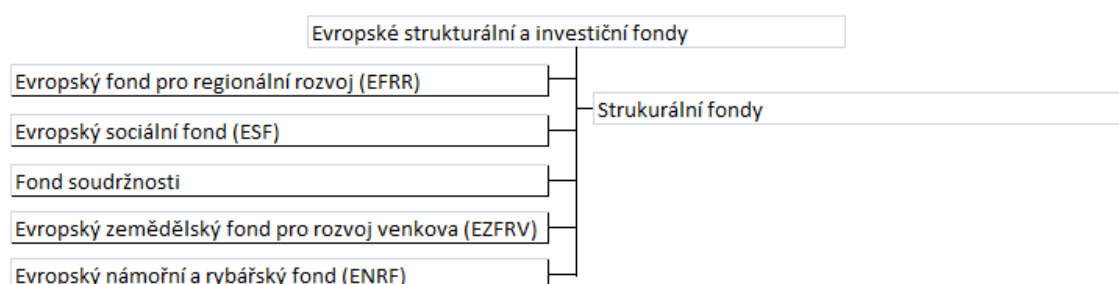 Evropské strukturální a investiční fondy
Evropský fond pro regionální rozvoj (EFRR)
Strukurální fondy
Evropský sociální fond (ESF)
Fond soudržnosti
Evropský zemědělský fond pro rozvoj venkova (EZFRV)
Evropský námořní a rybářský fond (ENRF)